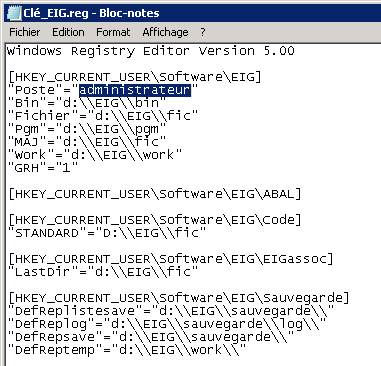 Clé_EIG.reg - Bloc-notes
Fichier Edition Format Affichage ?
Windows Registry Editor Version 5.00
[HKEY_CURRENT_USER\Software\EIG]
"Poste"="administrateur"
"Bin"="d:\\EIG\\bin"
"Fichier"="d:\\EIG\\fic"
"Pgm"="d:\\EIG\\pgm"
"MAJ"="d:\\EIG\\fic"
"Work"="d:\\EIG\\work"
"GRH"="1"
[HKEY_CURRENT_USER\Software\EIG\ABAL]
[HKEY_CURRENT_USER\Software\EIG\Code]
"STANDARD"="D:\\EIG\\fic"
[HKEY_CURRENT_USER\Software\EIG\EIGassoc]
"LastDir"="d:\\EIG\\fic"
[HKEY_CURRENT_USER\Software\EIG\Sauvegarde]
"DefReplistesave"="d:\\EIG\\sauvegarde\\"
"DefReplog"="d:\\EIG\\sauvegarde\\log\\"
"DefRepsave"="d:\\EIG\\sauvegarde\\"
"DefReptemp"="d:\\EIG\\work\\"